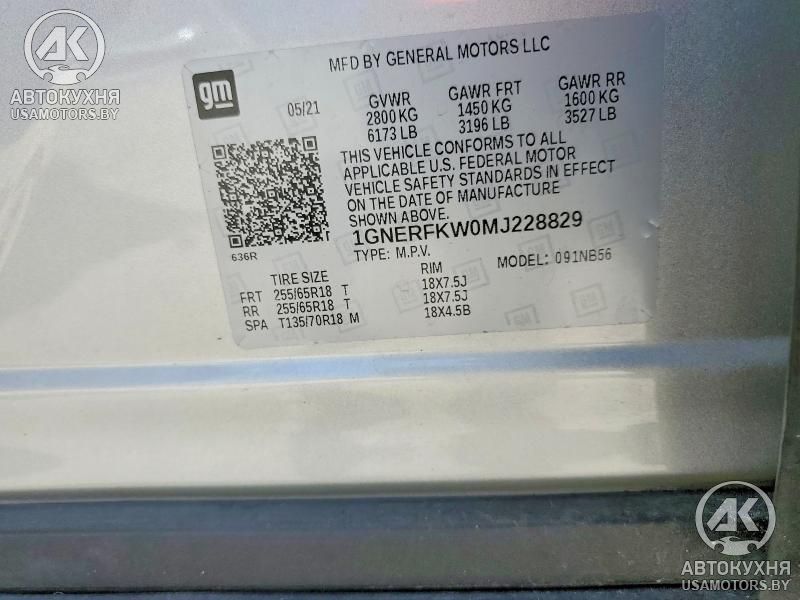 АК
АВТОКУХНЯ
USAMOTORS.BY
gm
MFD BY GENERAL MOTORS LLC
05/21
GVWR GAWR FRT GAWR RR
2800 KG 1450 KG 1600 KG
6173 LB 3196 LB 3527 LB
THIS VEHICLE CONFORMS TO ALL
APPLICABLE U.S. FEDERAL MOTOR
VEHICLE SAFETY STANDARDS IN EFFECT
ON THE DATE OF MANUFACTURE
SHOWN ABOVE.
1GNERFKW0MJ228829
636R
TYPE: M.P.V. MODEL: 091NB56
TIRE SIZE RIM
FRT 255/65R18 T 18X7.5J
RR 255/65R18 T 18X7.5J
SPA T135/70R18 M 18X4.5B
АК
АВТОКУХНЯ
USAMOTORS.BY